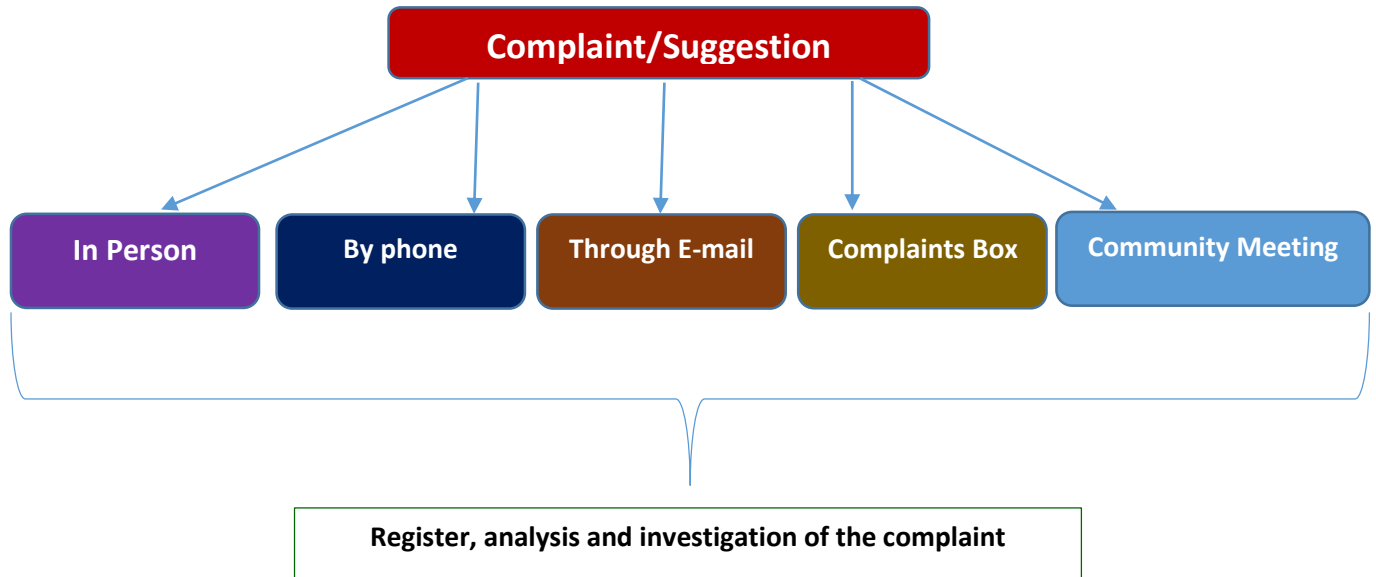 Complaint/Suggestion
In Person
By phone
Through E-mail
Complaints Box
Community Meeting
Register, analysis and investigation of the complaint